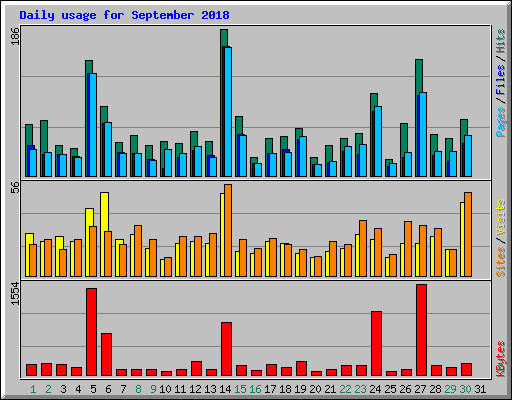 Daily usage for September 2018
186
Pages / Files / Hits
56
Sites / Visits
1554
KBytes
1 2 3 4 5 6 7 8 9 10 11 12 13 14 15 16 17 18 19 20 21 22 23 24 25 26 27 28 29 30 31